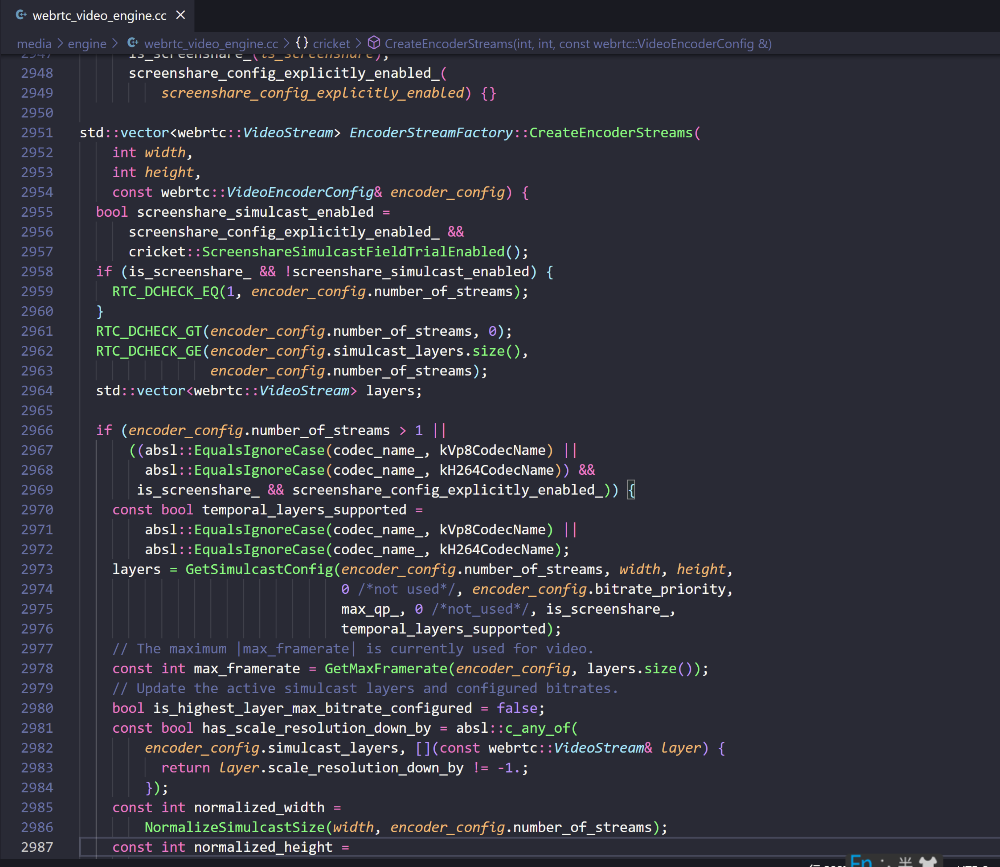 webrtc_video_engine.cc
media > engine > webrtc_video_engine.cc > {} cricket > CreateEncoderStreams(int, int, const webrtc::VideoEncoderConfig &)
2947 is_screenshare_(is_screenshare),
2948 screenshare_config_explicitly_enabled_(
2949 screenshare_config_explicitly_enabled) {}
2950
2951 std::vector<webrtc::VideoStream> EncoderStreamFactory::CreateEncoderStreams(
2952 int width,
2953 int height,
2954 const webrtc::VideoEncoderConfig& encoder_config) {
2955 bool screenshare_simulcast_enabled =
2956 screenshare_config_explicitly_enabled_ &&
2957 cricket::ScreenshareSimulcastFieldTrialEnabled();
2958 if (is_screenshare_ && !screenshare_simulcast_enabled) {
2959 RTC_DCHECK_EQ(1, encoder_config.number_of_streams);
2960 }
2961 RTC_DCHECK_GT(encoder_config.number_of_streams, 0);
2962 RTC_DCHECK_GE(encoder_config.simulcast_layers.size(),
2963 encoder_config.number_of_streams);
2964 std::vector<webrtc::VideoStream> layers;
2965
2966 if (encoder_config.number_of_streams > 1 ||
2967 ((absl::EqualsIgnoreCase(codec_name_, kVp8CodecName) ||
2968 absl::EqualsIgnoreCase(codec_name_, kH264CodecName)) &&
2969 is_screenshare_ && screenshare_config_explicitly_enabled_)) {
2970 const bool temporal_layers_supported =
2971 absl::EqualsIgnoreCase(codec_name_, kVp8CodecName) ||
2972 absl::EqualsIgnoreCase(codec_name_, kH264CodecName);
2973 layers = GetSimulcastConfig(encoder_config.number_of_streams, width, height,
2974 0 /*not used*/, encoder_config.bitrate_priority,
2975 max_qp_, 0 /*not_used*/, is_screenshare_,
2976 temporal_layers_supported);
2977 // The maximum |max_framerate| is currently used for video.
2978 const int max_framerate = GetMaxFramerate(encoder_config, layers.size());
2979 // Update the active simulcast layers and configured bitrates.
2980 bool is_highest_layer_max_bitrate_configured = false;
2981 const bool has_scale_resolution_down_by = absl::c_any_of(
2982 encoder_config.simulcast_layers, [](const webrtc::VideoStream& layer) {
2983 return layer.scale_resolution_down_by != -1.;
2984 });
2985 const int normalized_width =
2986 NormalizeSimulcastSize(width, encoder_config.number_of_streams);
2987 const int normalized_height =
En 半